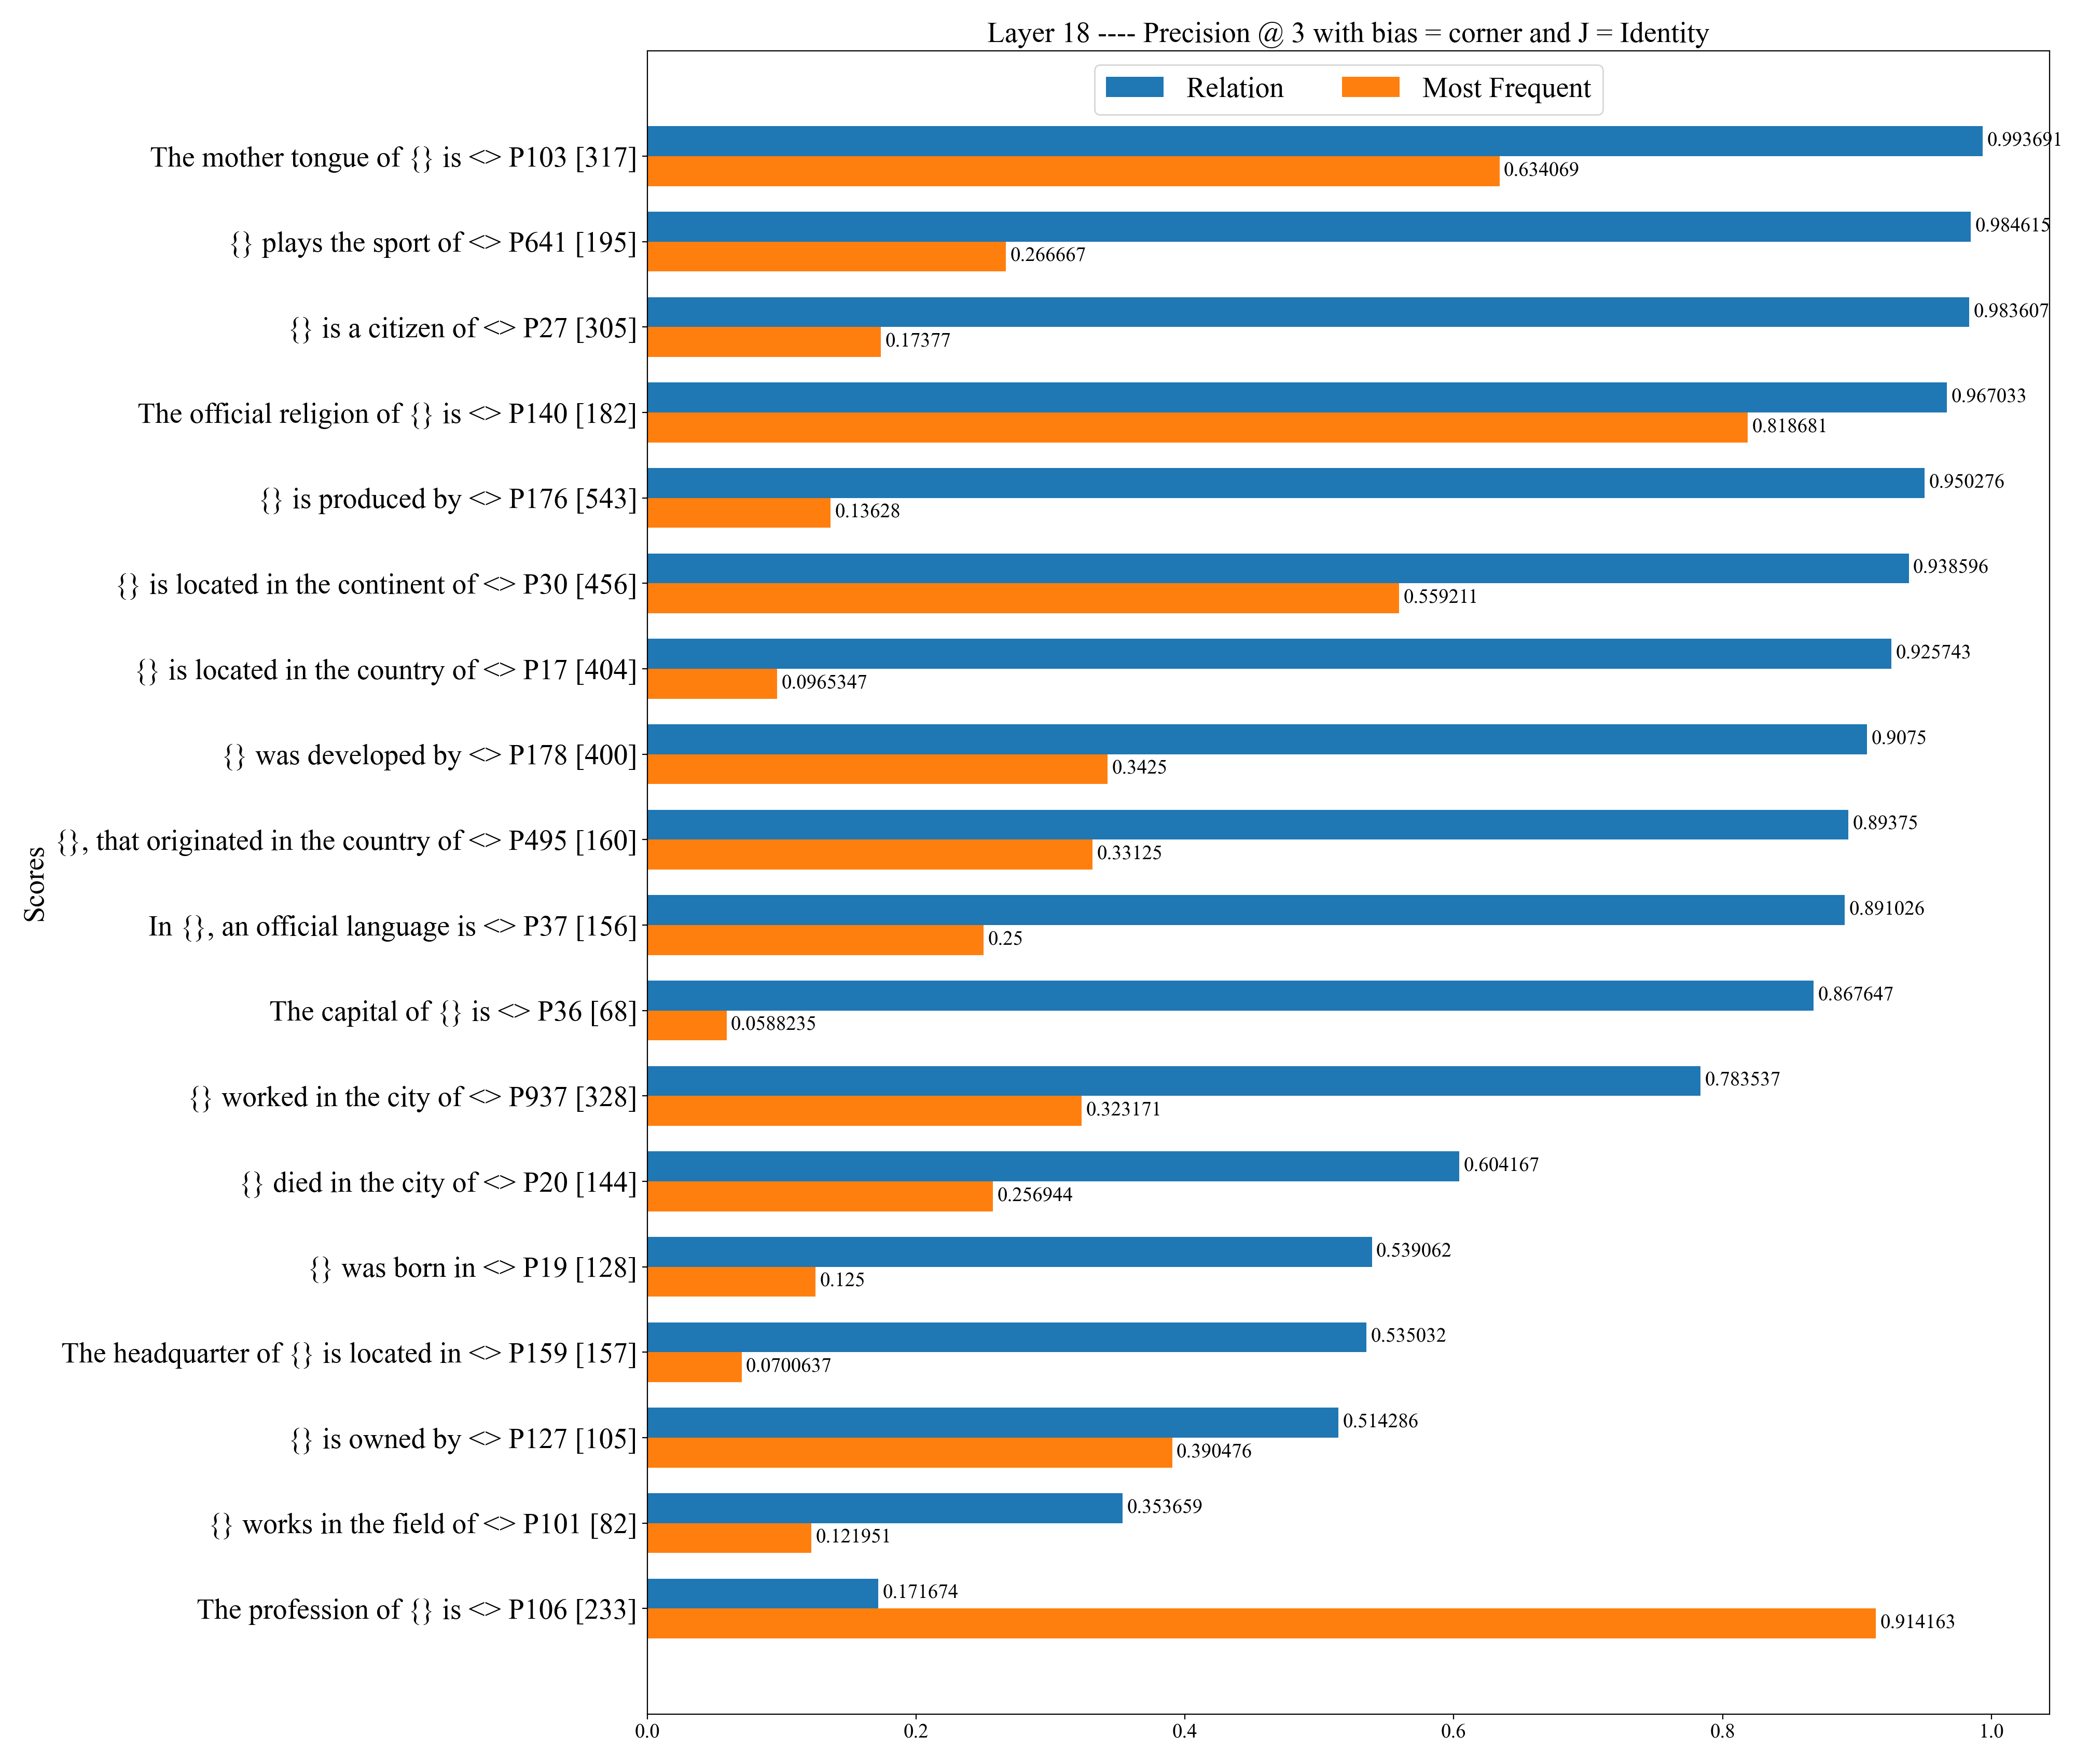 Layer 18 ---- Precision @ 3 with bias = corner and J = Identity
Relation Most Frequent
The mother tongue of {} is <> P103 [317]
0.993691
0.634069
{} plays the sport of <> P641 [195]
0.984615
0.266667
{} is a citizen of <> P27 [305]
0.983607
0.17377
The official religion of {} is <> P140 [182]
0.967033
0.818681
{} is produced by <> P176 [543]
0.950276
0.13628
{} is located in the continent of <> P30 [456]
0.938596
0.559211
{} is located in the country of <> P17 [404]
0.925743
0.0965347
{} was developed by <> P178 [400]
0.9075
0.3425
{}, that originated in the country of <> P495 [160]
0.89375
0.33125
In {}, an official language is <> P37 [156]
0.891026
0.25
The capital of {} is <> P36 [68]
0.867647
0.0588235
{} worked in the city of <> P937 [328]
0.783537
0.323171
{} died in the city of <> P20 [144]
0.604167
0.256944
{} was born in <> P19 [128]
0.539062
0.125
The headquarter of {} is located in <> P159 [157]
0.535032
0.0700637
{} is owned by <> P127 [105]
0.514286
0.390476
{} works in the field of <> P101 [82]
0.353659
0.121951
The profession of {} is <> P106 [233]
0.171674
0.914163
Scores
0.0 0.2 0.4 0.6 0.8 1.0